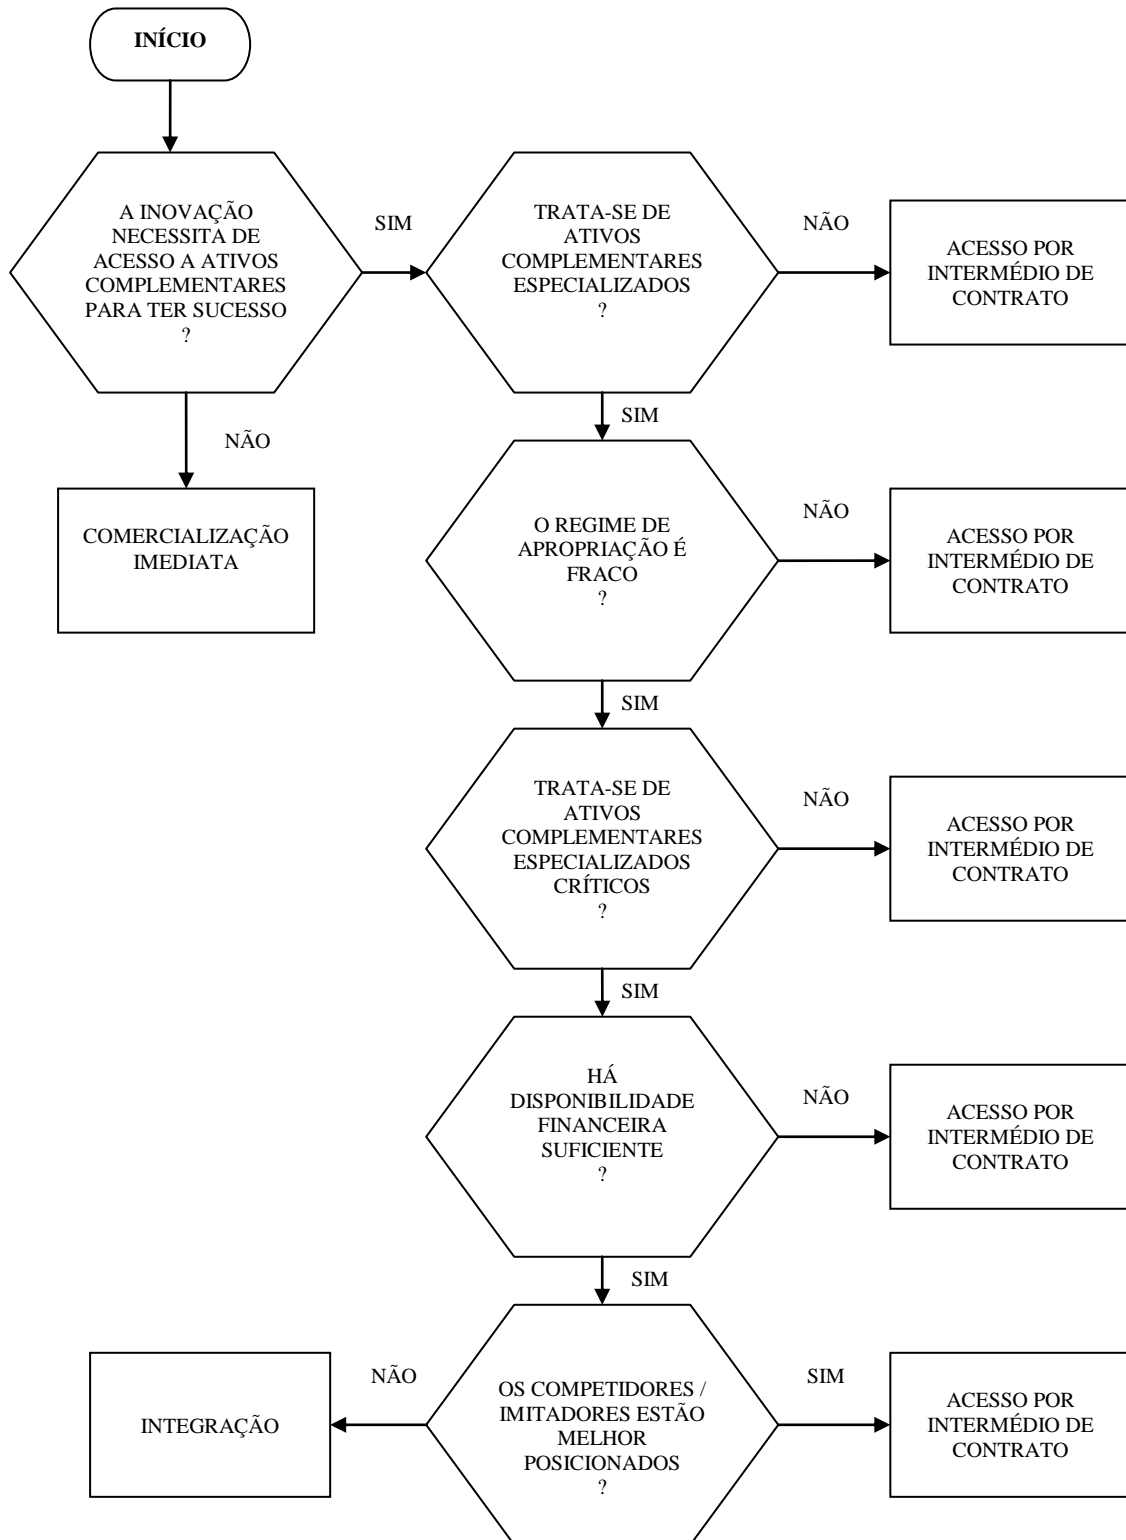 INÍCIO
A INOVAÇÃO
NECESSITA DE
ACESSO A ATIVOS
COMPLEMENTARES
PARA TER SUCESSO
?
SIM
TRATA-SE DE
ATIVOS
COMPLEMENTARES
ESPECIALIZADOS
?
NÃO
ACESSO POR
INTERMÉDIO DE
CONTRATO
NÃO
COMERCIALIZAÇÃO
IMEDIATA
SIM
O REGIME DE
APROPRIAÇÃO É
FRACO
?
NÃO
ACESSO POR
INTERMÉDIO DE
CONTRATO
SIM
TRATA-SE DE
ATIVOS
COMPLEMENTARES
ESPECIALIZADOS
CRÍTICOS
?
NÃO
ACESSO POR
INTERMÉDIO DE
CONTRATO
SIM
HÁ
DISPONIBILIDADE
FINANCEIRA
SUFICIENTE
?
NÃO
ACESSO POR
INTERMÉDIO DE
CONTRATO
SIM
OS COMPETIDORES /
IMITADORES ESTÃO
MELHOR
POSICIONADOS
?
NÃO
INTEGRAÇÃO
SIM
ACESSO POR
INTERMÉDIO DE
CONTRATO